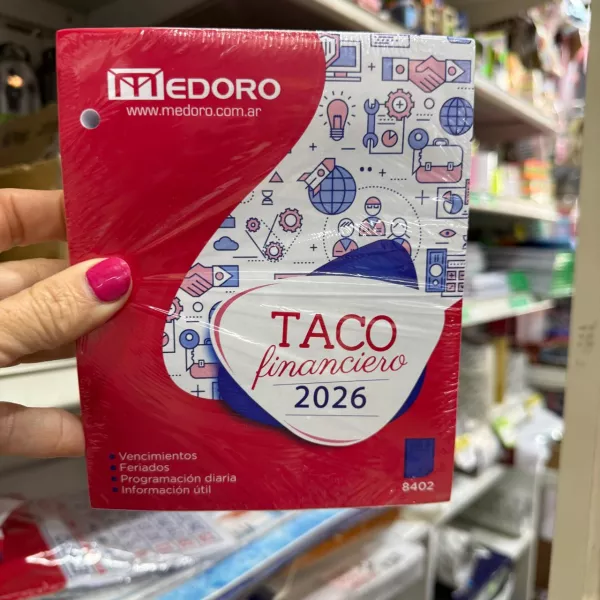 MEDORO
www.medoro.com.ar
TACO
financiero
2026
• Vencimientos
• Feriados
• Programación diaria
• Información útil
8402